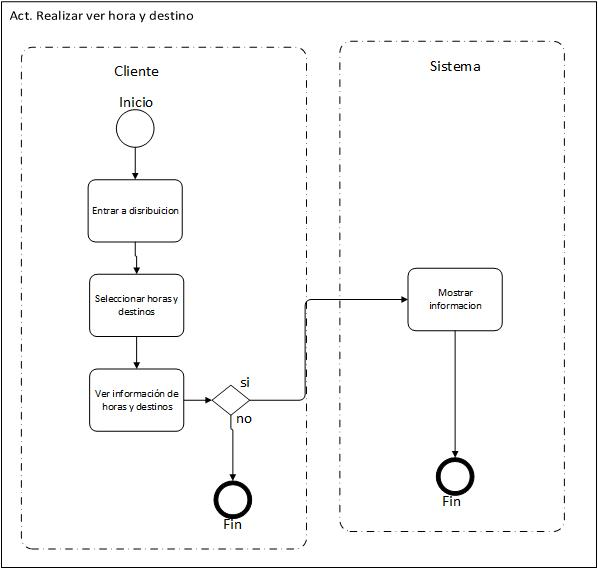 Act. Realizar ver hora y destino
Cliente
Sistema
Inicio
Entrar a disribuicion
Seleccionar horas y
destinos
Mostrar
informacion
Ver información de
horas y destinos
si
no
Fin
Fin